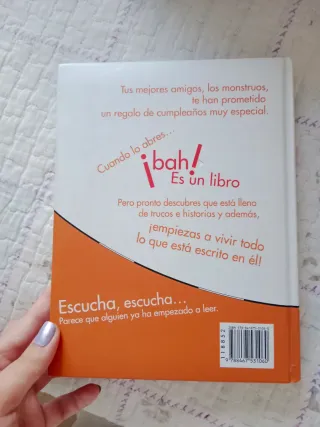 Tus mejores amigos, los monstruos,
te han prometido
un regalo de cumpleaños muy especial.
Cuando lo abres...
¡bah!
Es un libro
Pero pronto descubres que está lleno
de trucos e historias y además,
¡empiezas a vivir todo
lo que está escrito en él!
Escucha, escucha...
Parece que alguien ya ha empezado a leer.